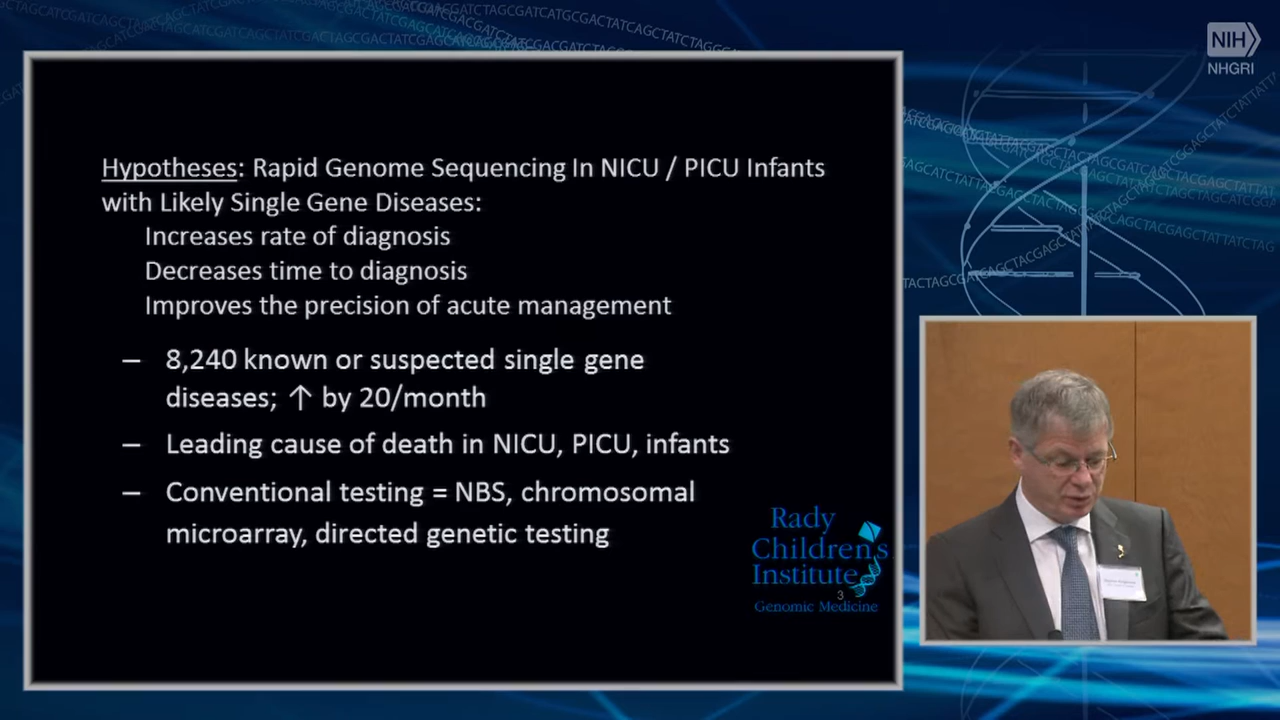 NIH
NHGRI
Hypotheses: Rapid Genome Sequencing In NICU / PICU Infants
with Likely Single Gene Diseases:
Increases rate of diagnosis
Decreases time to diagnosis
Improves the precision of acute management
– 8,240 known or suspected single gene
diseases; ↑ by 20/month
– Leading cause of death in NICU, PICU, infants
– Conventional testing = NBS, chromosomal
microarray, directed genetic testing
Rady
Children's
Institute
3
Genomic Medicine